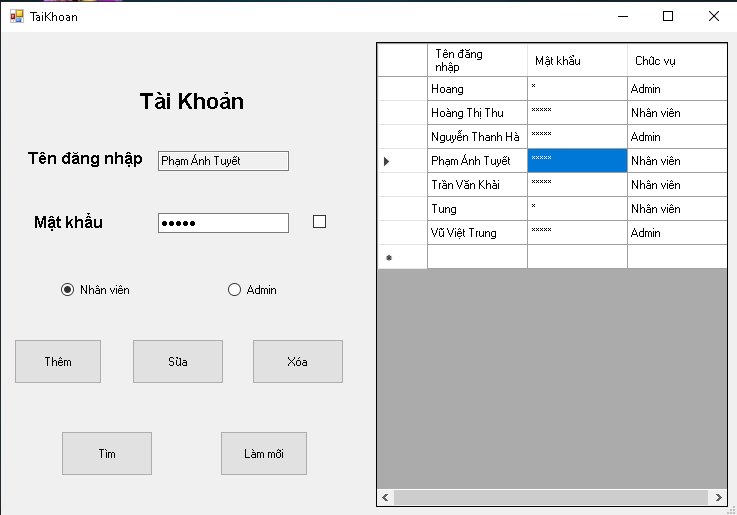 TaiKhoan
Tài Khoản
Tên đăng nhập
Phạm Ánh Tuyết
Mật khẩu
●●●●●
Nhân viên
Admin
Thêm
Sửa
Xóa
Tìm
Làm mới
Tên đăng nhập Mật khẩu Chức vụ
Hoang * Admin
Hoàng Thị Thu ***** Nhân viên
Nguyễn Thanh Hà ***** Admin
Phạm Ánh Tuyết ***** Nhân viên
Trần Văn Khải ***** Nhân viên
Tung * Nhân viên
Vũ Việt Trung ***** Admin